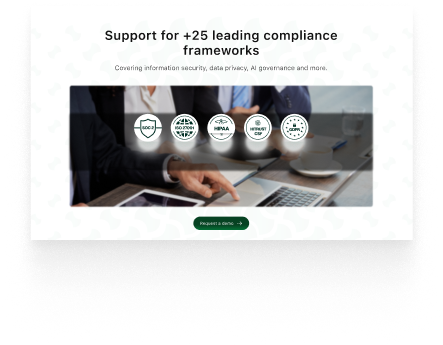 Support for +25 leading compliance
frameworks
Covering information security, data privacy, AI governance and more.
SOC 2
ISO 27001
HIPAA
HITRUST
CSF
GDPR
Request a demo